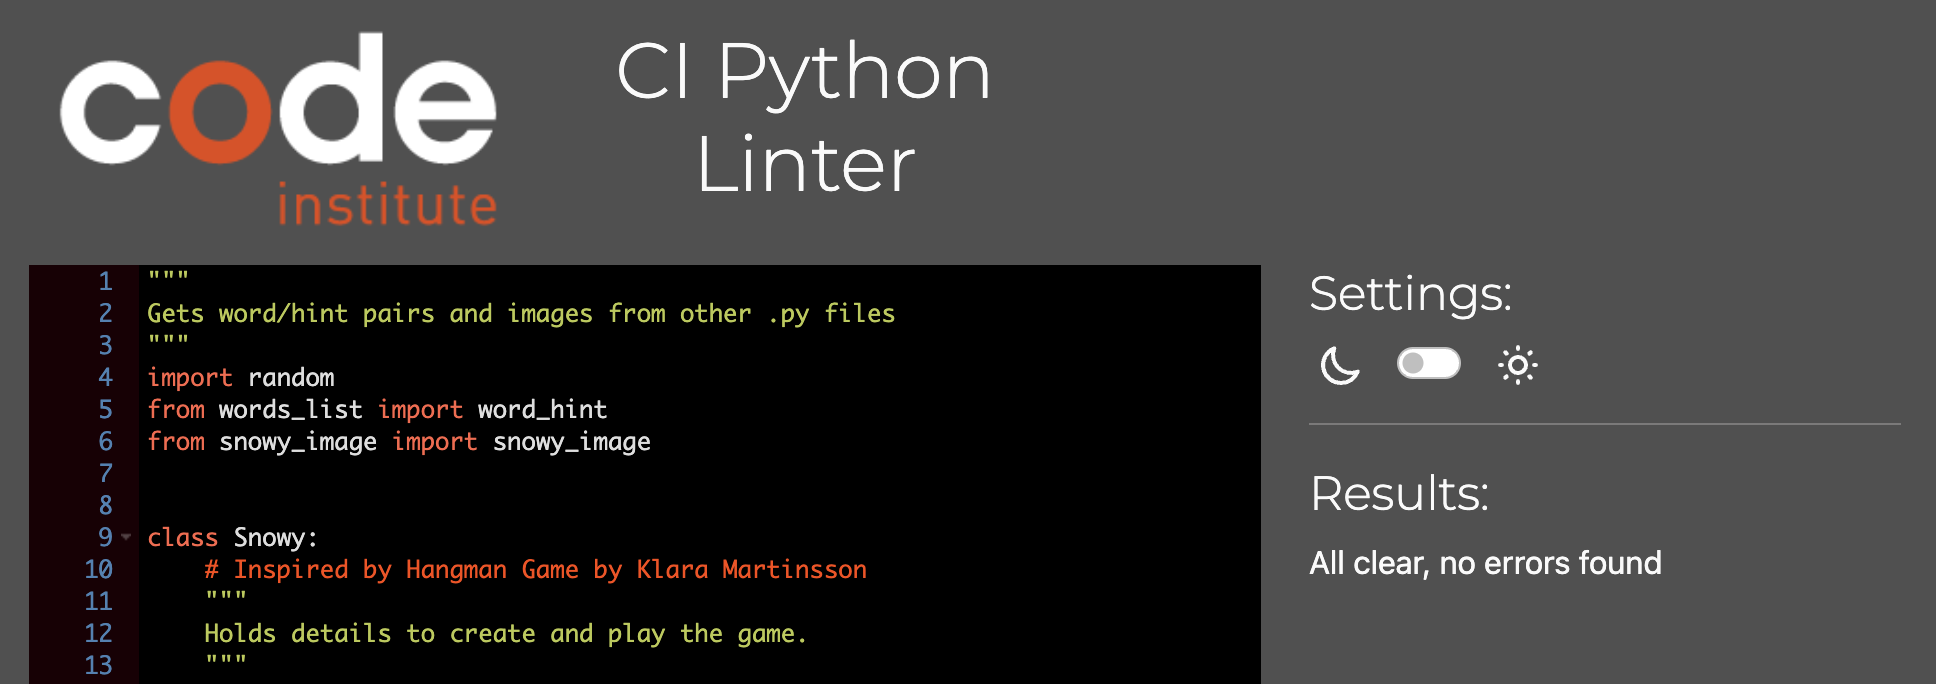 code
institute
CI Python
Linter
1 """
2 Gets word/hint pairs and images from other .py files
3 """
4 import random
5 from words_list import word_hint
6 from snowy_image import snowy_image
7
8
9 class Snowy:
10 # Inspired by Hangman Game by Klara Martinsson
11 """
12 Holds details to create and play the game.
13 """
Settings:
Results:
All clear, no errors found